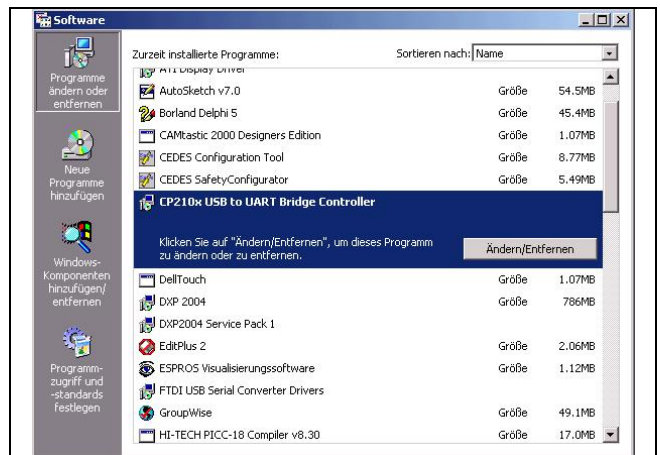 Software
Programme
ändern oder
entfernen
Neue
Programme
hinzufügen
Windows-
Komponenten
hinzufügen/
entfernen
Programm-
zugriff und
-standards
festlegen
Zurzeit installierte Programme: Sortieren nach: Name
ATI Display Driver
AutoSketch v7.0 Größe 54.5MB
Borland Delphi 5 Größe 45.4MB
CAMtastic 2000 Designers Edition Größe 1.07MB
CEDES Configuration Tool Größe 8.77MB
CEDES SafetyConfigurator Größe 5.49MB
CP210x USB to UART Bridge Controller
Klicken Sie auf "Ändern/Entfernen", um dieses Programm
zu ändern oder zu entfernen. Ändern/Entfernen
DellTouch Größe 1.07MB
DXP 2004 Größe 786MB
DXP2004 Service Pack 1
EditPlus 2 Größe 2.06MB
ESPROS Visualisierungssoftware Größe 1.12MB
FTDI USB Serial Converter Drivers
GroupWise Größe 49.1MB
HI-TECH PICC-18 Compiler v8.30 Größe 17.0MB